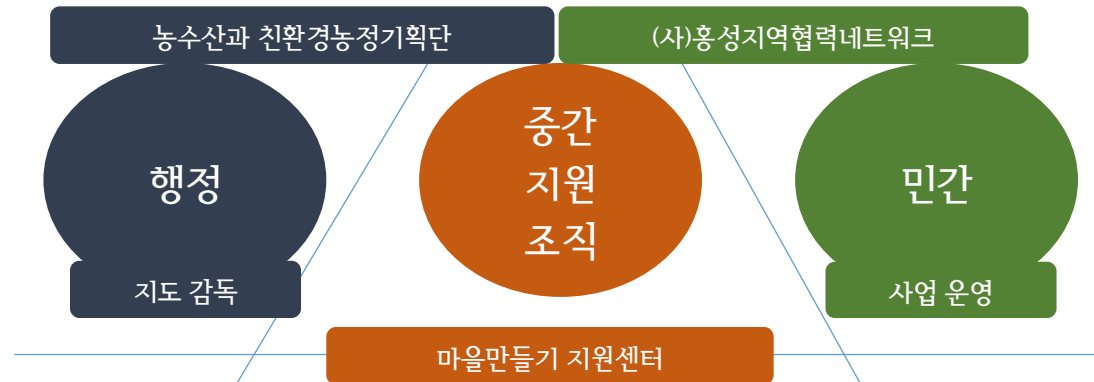 농수산과 친환경농정기획단
(사)홍성지역협력네트워크
행정
중간
지원
조직
민간
지도 감독
사업 운영
마을만들기 지원센터